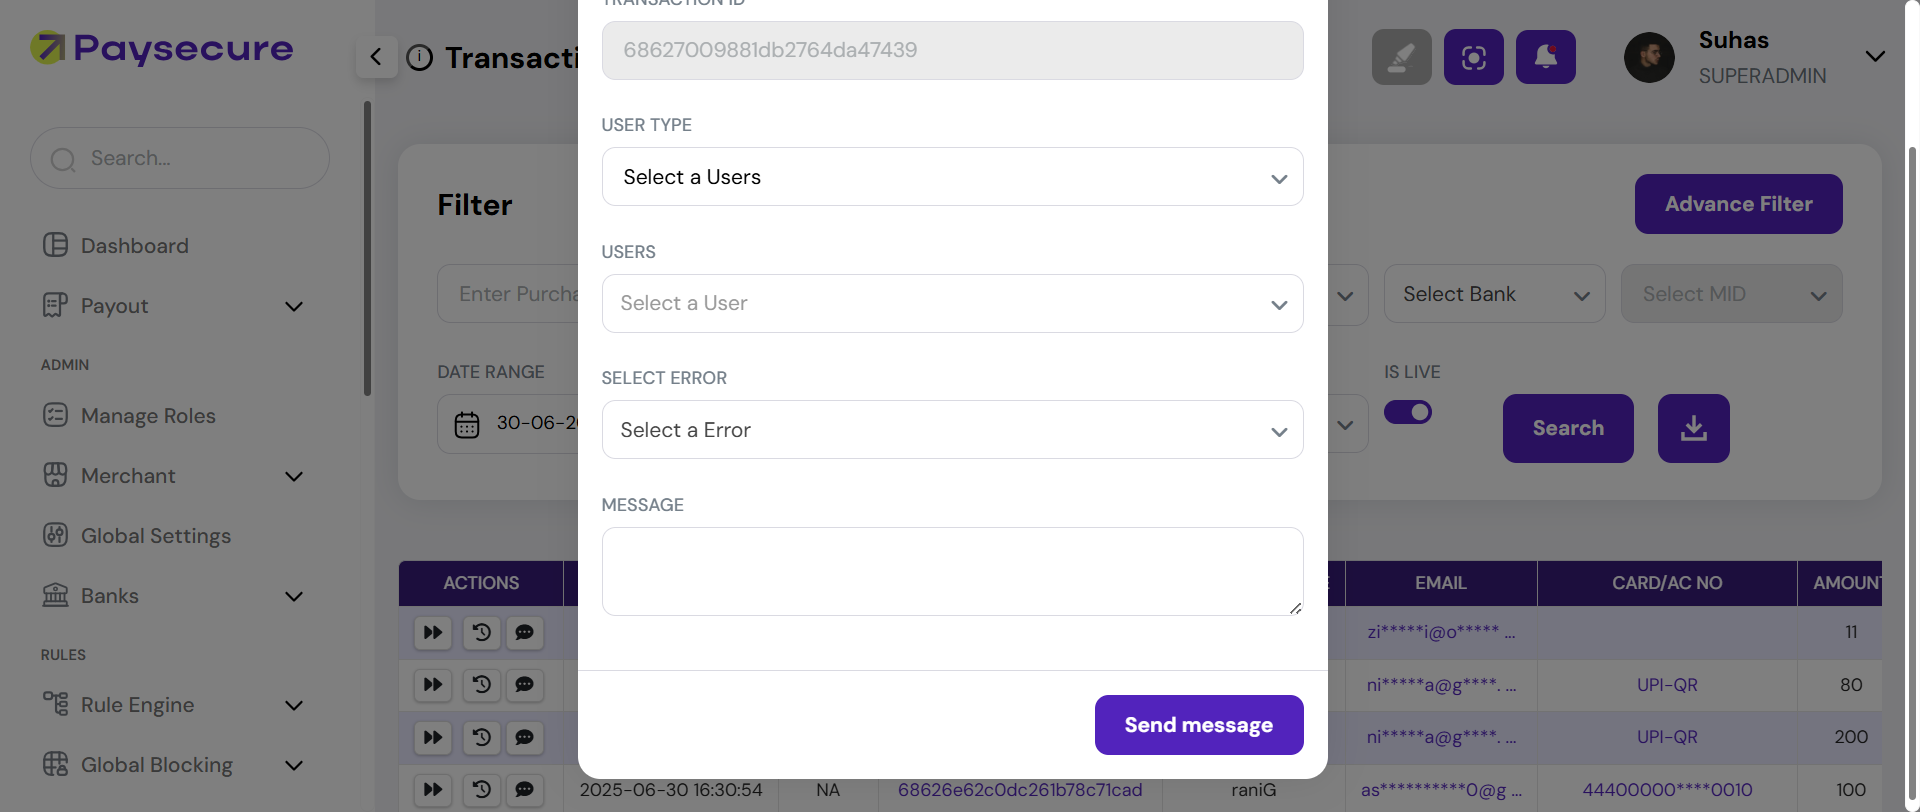 Paysecure
Search...
Dashboard
Payout
ADMIN
Manage Roles
Merchant
Global Settings
Banks
RULES
Rule Engine
Global Blocking
Transacti
Suhas
SUPERADMIN
Filter
Advance Filter
Enter Purcha
Select Bank
Select MID
DATE RANGE
30-06-2
IS LIVE
Search
TRANSACTION ID
68627009881db2764da47439
USER TYPE
Select a Users
USERS
Select a User
SELECT ERROR
Select a Error
MESSAGE
Send message
ACTIONS EMAIL CARD/AC NO AMOUN
zi*****i@o***** ... 11
ni*****a@g****. ... UPI-QR 80
ni*****a@g****. ... UPI-QR 200
2025-06-30 16:30:54 NA 68626e62c0dc261b78c71cad raniG as**********0@g ... 44400000****0010 100